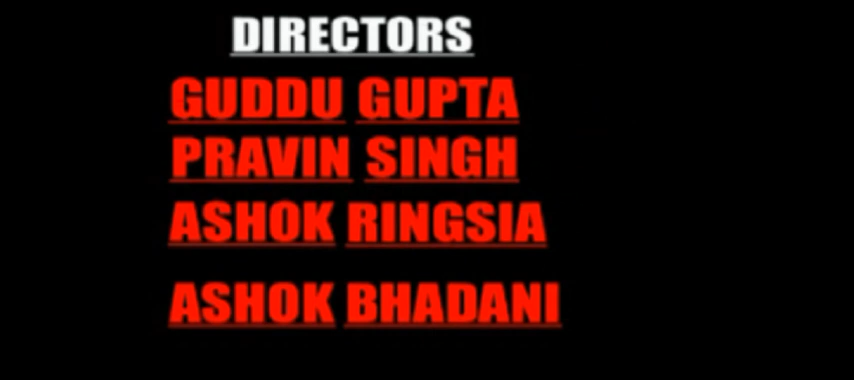 DIRECTORS
GUDDU GUPTA
PRAVIN SINGH
ASHOK RINGSIA
ASHOK BHADANI